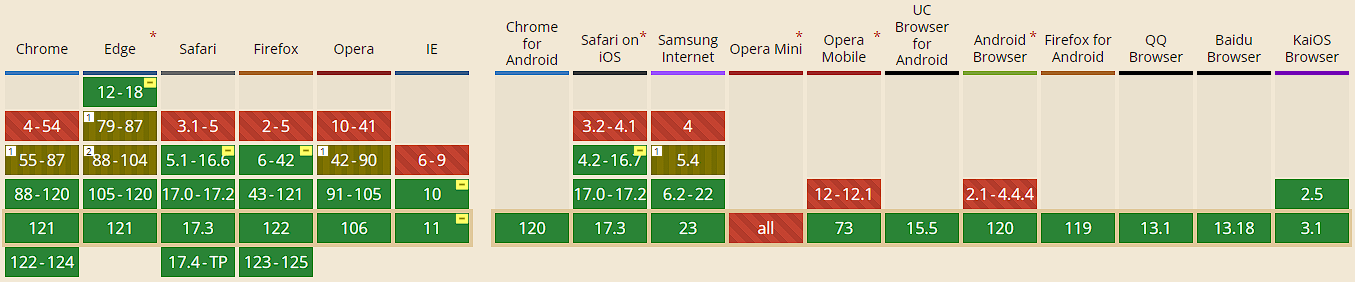 Chrome Edge * Safari Firefox Opera IE Chrome for Android Safari on iOS * Samsung Internet Opera Mini * Opera Mobile * UC Browser for Android Android Browser * Firefox for Android QQ Browser Baidu Browser KaiOS Browser
12-18 −
4-54 1 79-87 3.1-5 2-5 10-41 3.2-4.1 4
1 55-87 2 88-104 5.1-16.6 − 6-42 − 1 42-90 6-9 4.2-16.7 − 1 5.4
88-120 105-120 17.0-17.2 43-121 91-105 10 − 17.0-17.2 6.2-22 12-12.1 2.1-4.4.4 2.5
121 121 17.3 122 106 11 − 120 17.3 23 all 73 15.5 120 119 13.1 13.18 3.1
122-124 17.4-TP 123-125